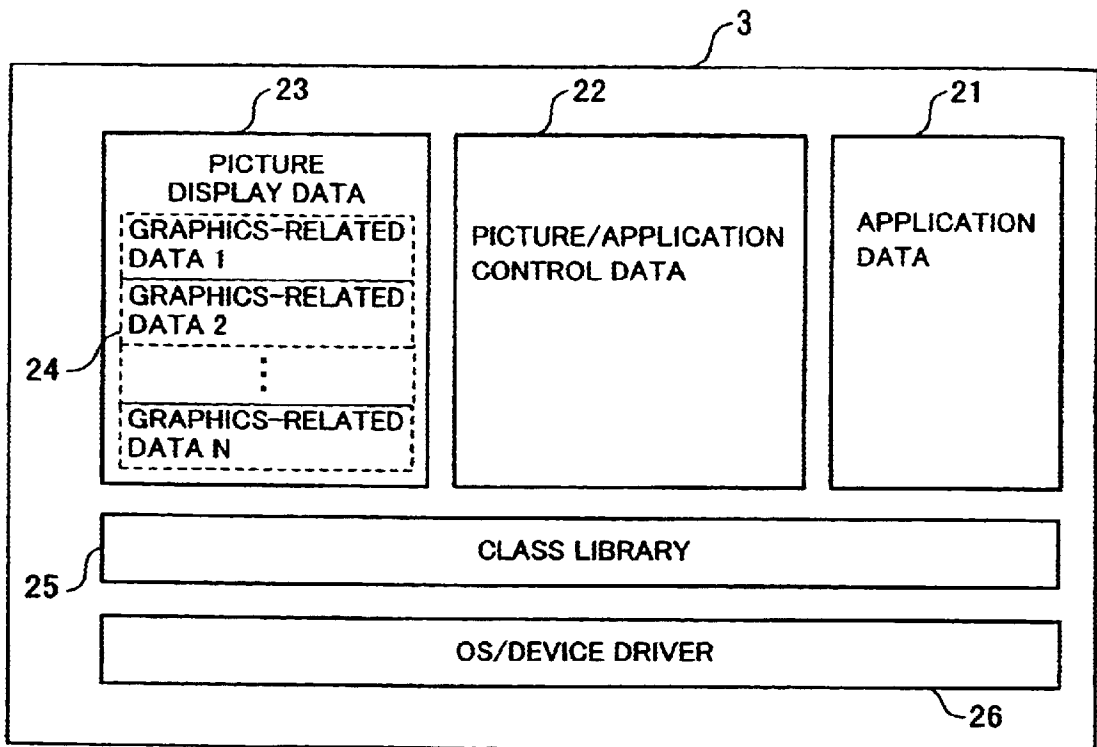 3
23
22
21
PICTURE
DISPLAY DATA
GRAPHICS-RELATED
DATA 1
GRAPHICS-RELATED
DATA 2
⋮
GRAPHICS-RELATED
DATA N
24
PICTURE/APPLICATION
CONTROL DATA
APPLICATION
DATA
CLASS LIBRARY
25
OS/DEVICE DRIVER
26